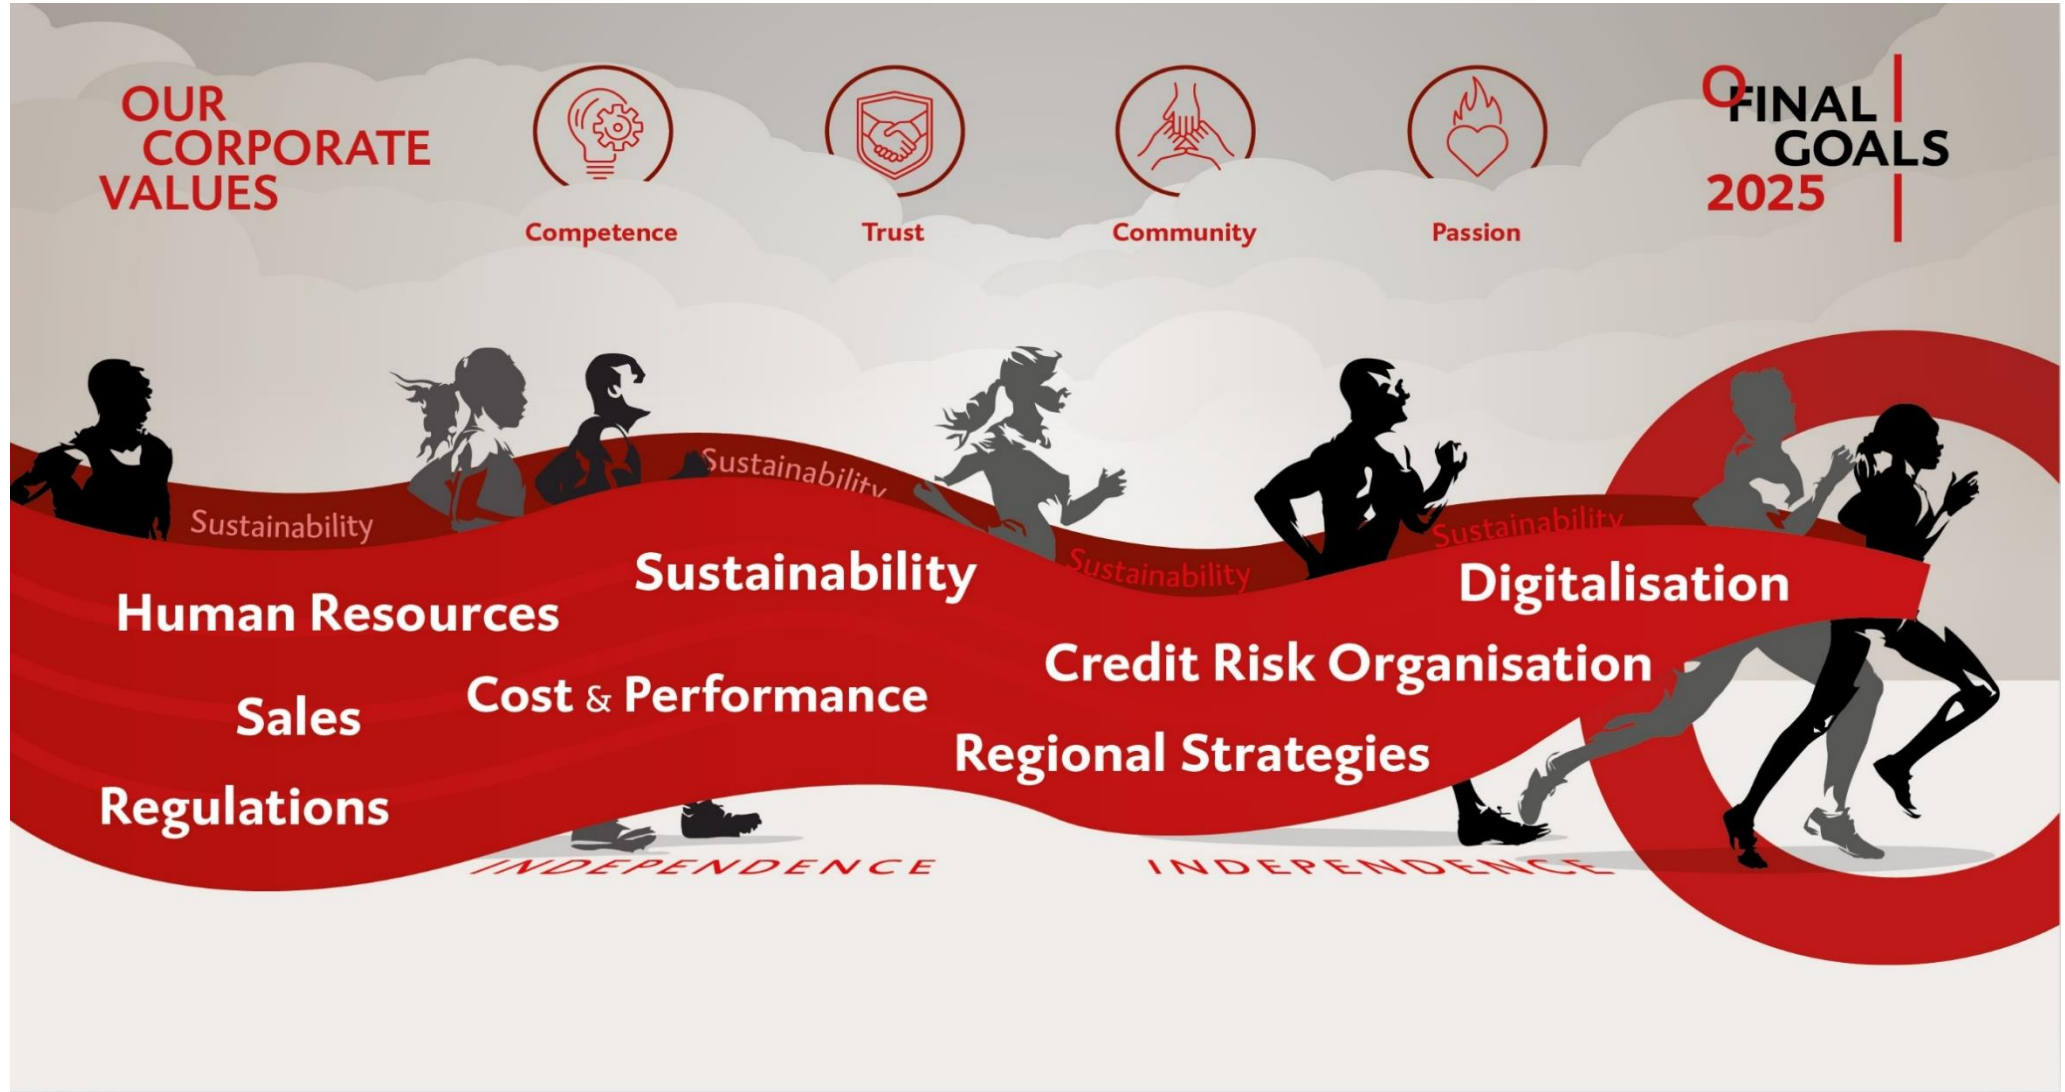 OUR
CORPORATE
VALUES
Competence
Trust
Community
Passion
FINAL
GOALS
2025
Sustainability
Sustainability
Sustainability
Sustainability
Human Resources
Sustainability
Digitalisation
Sales
Cost & Performance
Credit Risk Organisation
Regulations
Regional Strategies
INDEPENDENCE
INDEPENDENCE